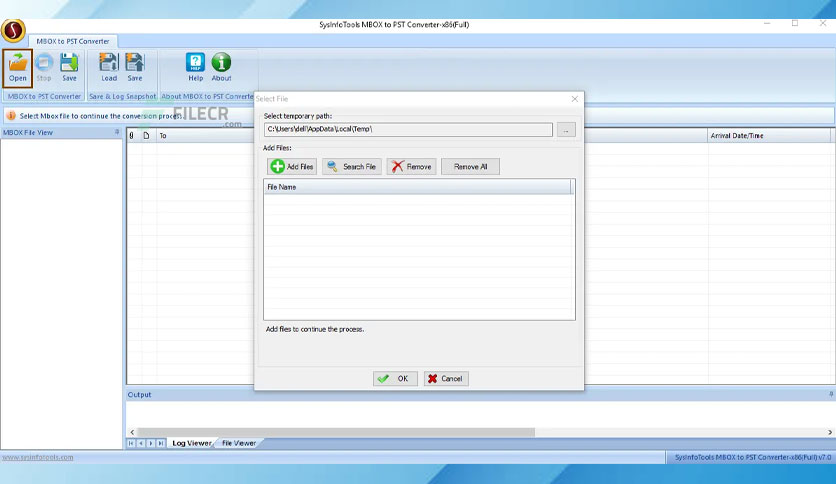 SysInfoTools MBOX to PST Converter-x86(Full)
MBOX to PST Converter
Open Stop Save Load Save Help About
MBOX to PST Converter Save & Log Snapshot About MBOX to PST Converte
Select Mbox file to continue the conversion process.
FILECR
.com
MBOX File View
To
Arrival Date/Time
Select File
Select temporary path:
C:\Users\dell\AppData\Local\Temp\
...
Add Files:
Add Files Search File Remove Remove All
File Name
Add files to continue the process.
OK Cancel
Output
Log Viewer File Viewer
www.sysinfotools.com
SysInfoTools MBOX to PST Converter-x86(Full) v7.0